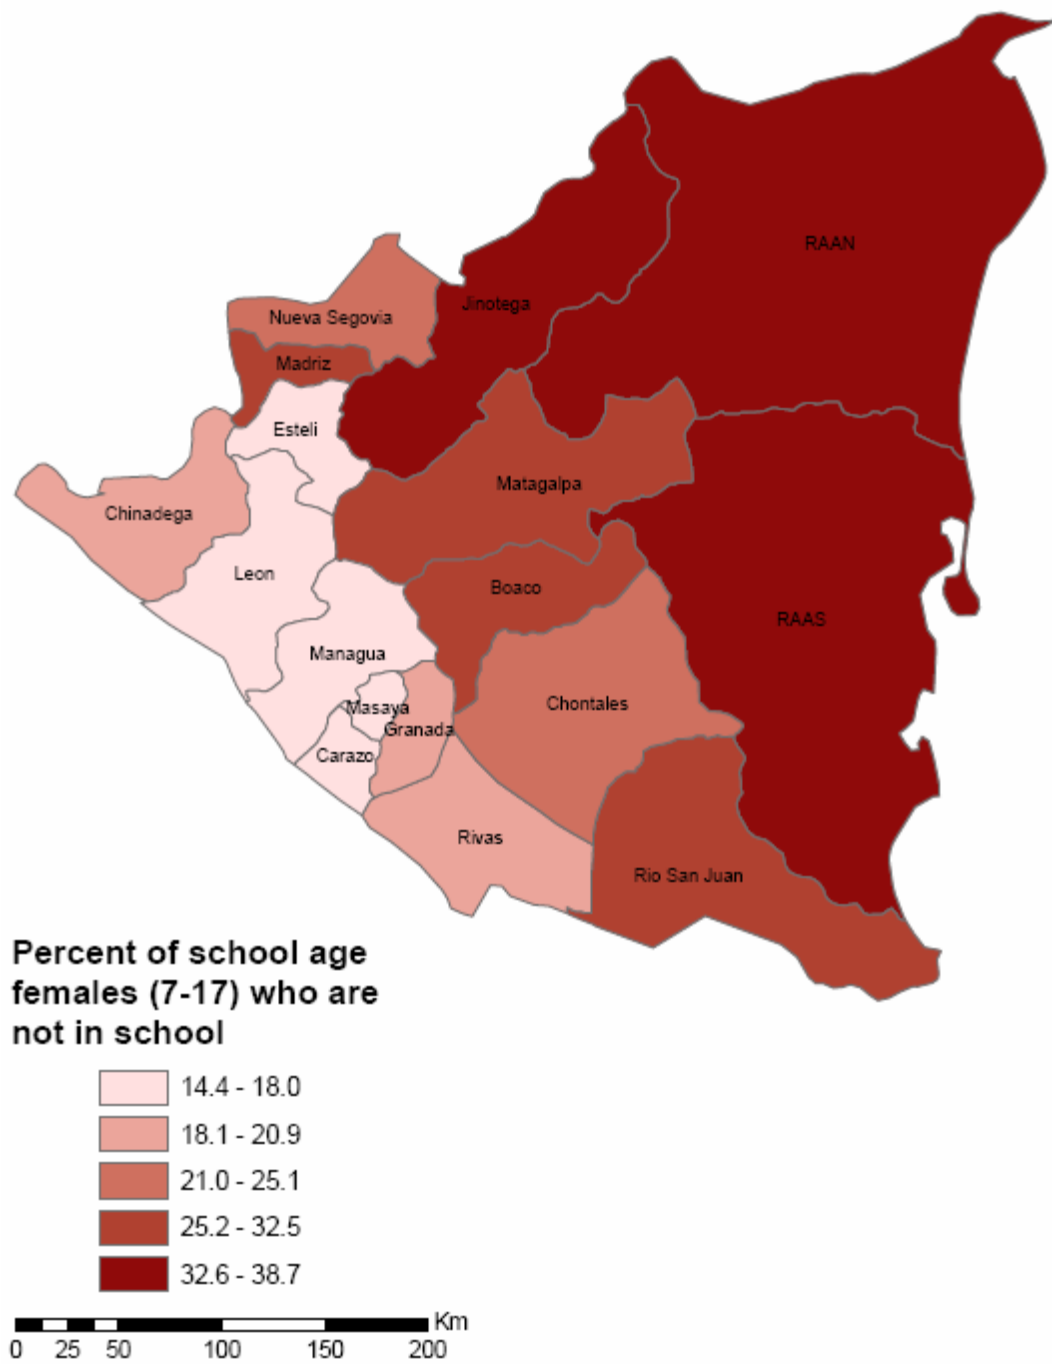 RAAN
Jinotega
Nueva Segovia
Madriz
Esteli
Matagalpa
Chinadega
Leon
Boaco
RAAS
Managua
Chontales
Masaya
Granada
Carazo
Rivas
Rio San Juan
Percent of school age
females (7-17) who are
not in school
14.4 - 18.0
18.1 - 20.9
21.0 - 25.1
25.2 - 32.5
32.6 - 38.7
Km
0 25 50 100 150 200